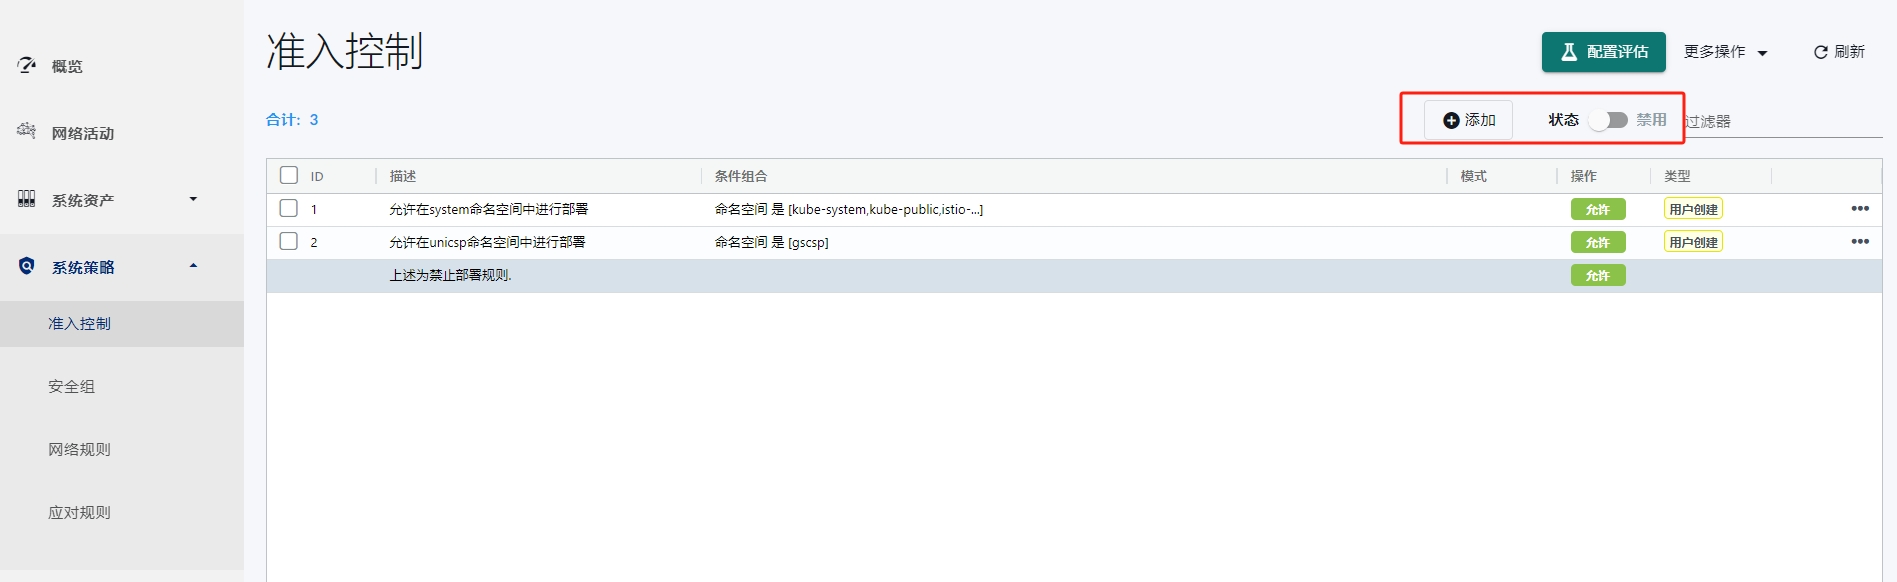 概览
网络活动
系统资产
系统策略
准入控制
安全组
网络规则
应对规则
准入控制
配置评估 更多操作 刷新
合计: 3
添加 状态 禁用 过滤器
ID 描述 条件组合 模式 操作 类型
1 允许在system命名空间中进行部署 命名空间 是 [kube-system,kube-public,istio-...] 允许 用户创建
2 允许在unicsp命名空间中进行部署 命名空间 是 [gscsp] 允许 用户创建
上述为禁止部署规则. 允许